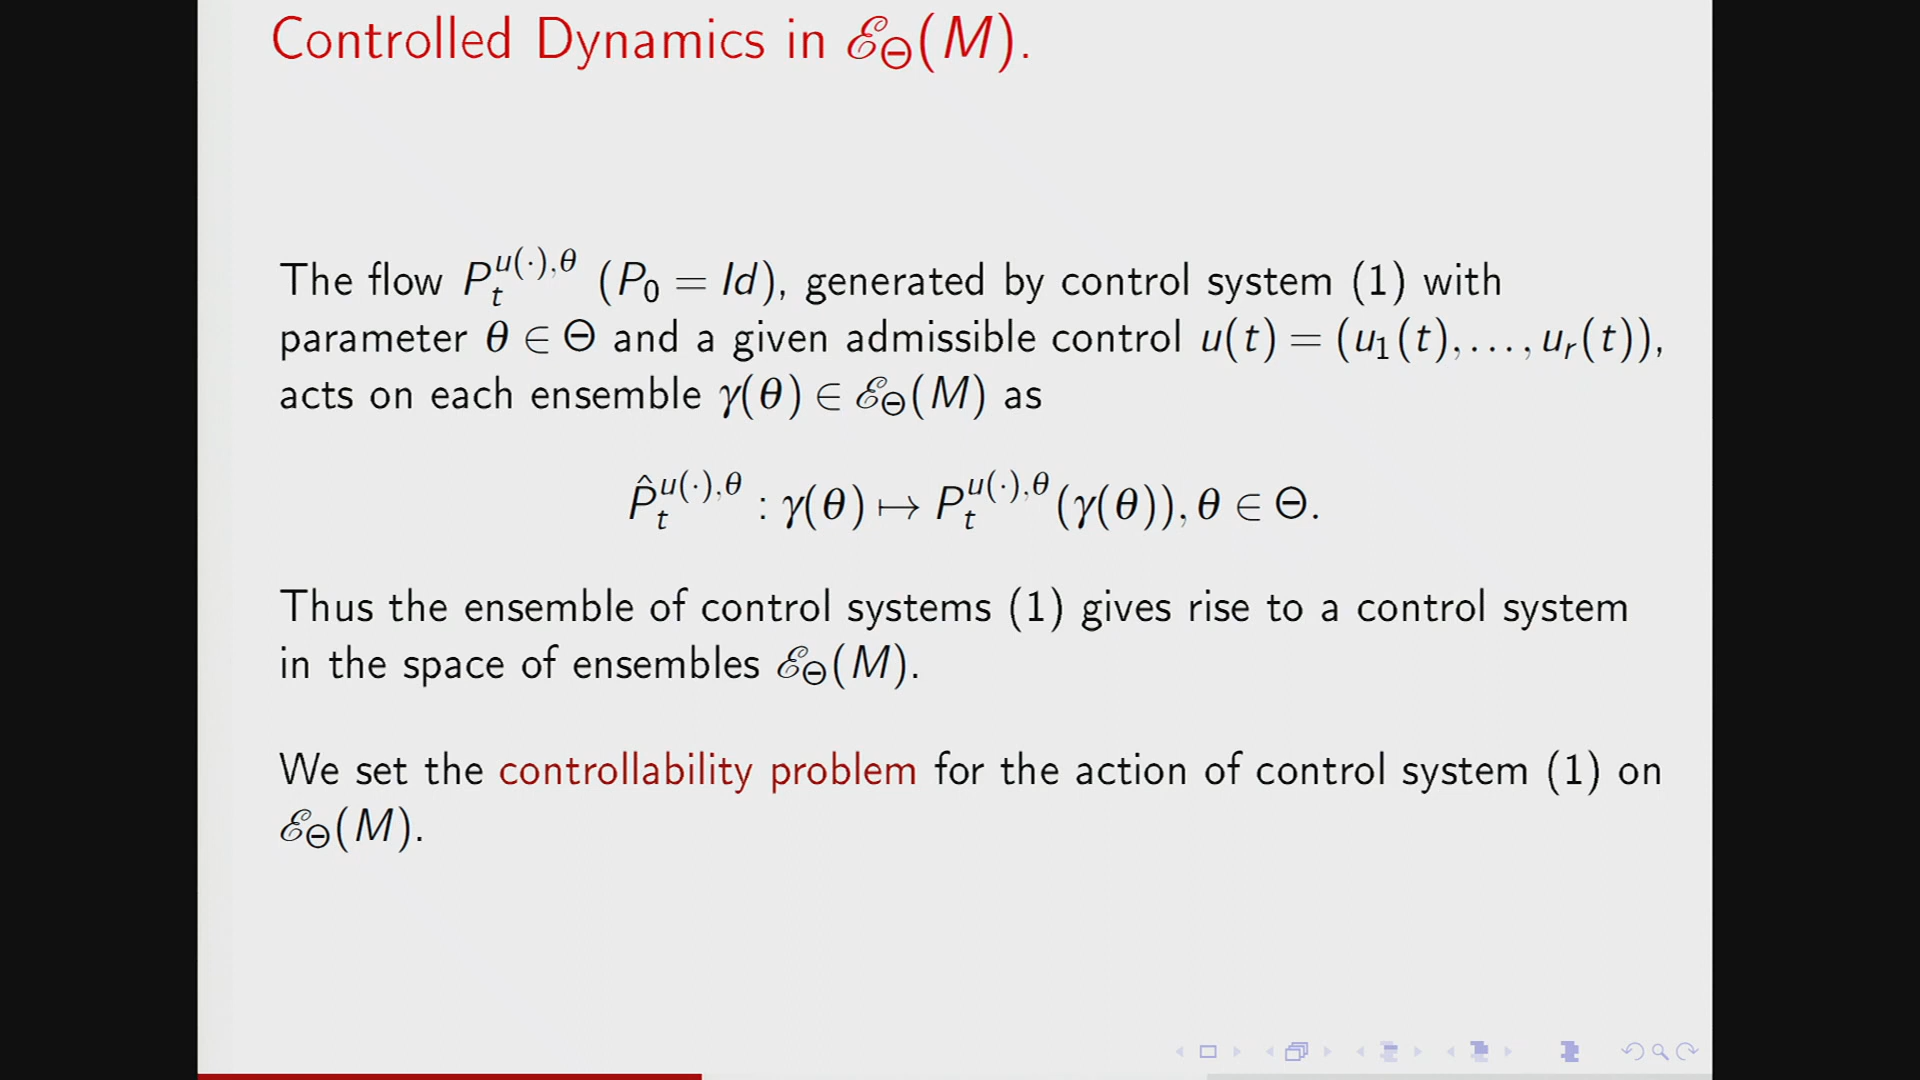 Controlled Dynamics in ℰ_Θ(M).
The flow P_t^{u(·),θ} (P_0 = Id), generated by control system (1) with
parameter θ ∈ Θ and a given admissible control u(t) = (u_1(t), …, u_r(t)),
acts on each ensemble γ(θ) ∈ ℰ_Θ(M) as
P̂_t^{u(·),θ} : γ(θ) ↦ P_t^{u(·),θ}(γ(θ)), θ ∈ Θ.
Thus the ensemble of control systems (1) gives rise to a control system
in the space of ensembles ℰ_Θ(M).
We set the controllability problem for the action of control system (1) on
ℰ_Θ(M).